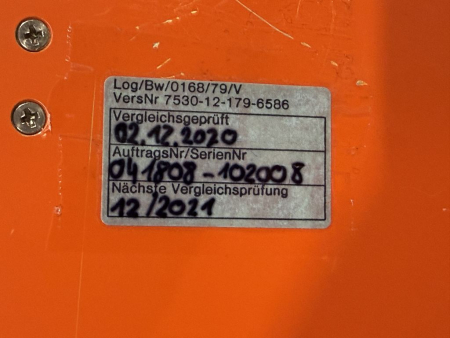 Log/Bw/0168/79/V
VersNr 7530-12-179-6586
Vergleichsgeprüft
02.12.2020
AuftragsNr/SerienNr
041808-102008
Nächste Vergleichsprüfung
12/2021